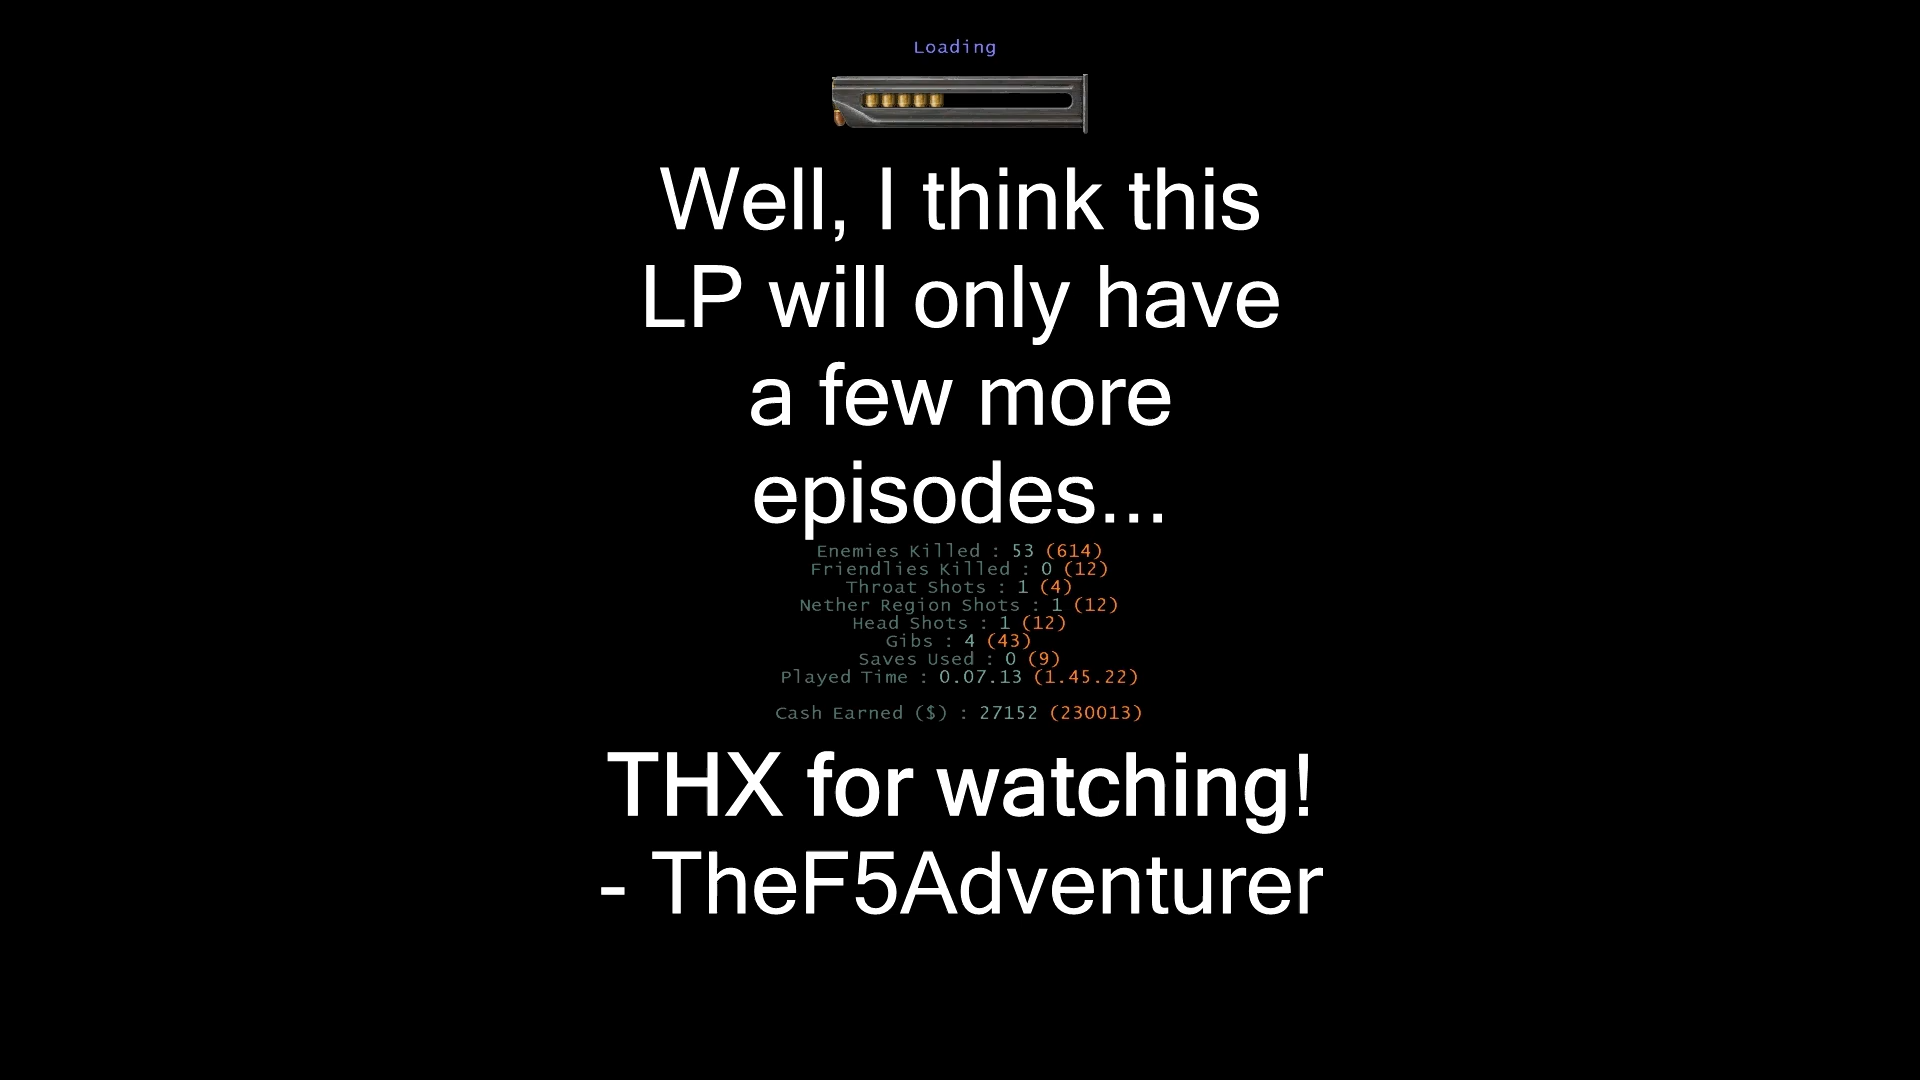 Loading
Well, I think this
LP will only have
a few more
episodes...
Enemies Killed : 53 (614)
Friendlies Killed : 0 (12)
Throat Shots : 1 (4)
Nether Region Shots : 1 (12)
Head Shots : 1 (12)
Gibs : 4 (43)
Saves Used : 0 (9)
Played Time : 0.07.13 (1.45.22)
Cash Earned ($) : 27152 (230013)
THX for watching!
- TheF5Adventurer